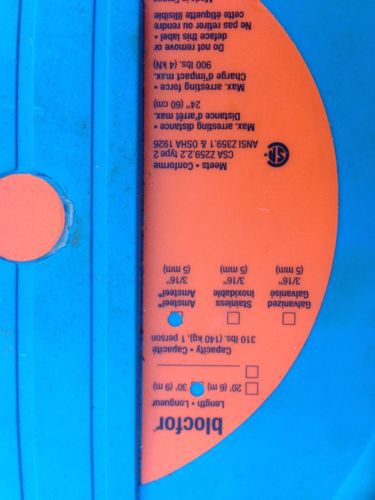 blocfor™
Length • Longueur
20' (6 m) 30' (9 m)
Capacity • Capacité
310 lbs. (140 kg), 1 person
Galvanized
Galvanisé
3/16"
(5 mm)
Stainless
Inoxidable
3/16"
(5 mm)
Amsteel®
Amsteel®
3/16"
(5 mm)
Meets • Conforme
CSA Z259.2.2 type 2
ANSI Z359.1 & OSHA 1926
Max. arresting distance
Distance d'arrêt max.
24" (60 cm)
Max. arresting force •
Charge d'impact max.
900 lbs. (4 kN)
Do not remove or
deface this label •
Ne pas retirer ou rendre
cette étiquette illisible
Made in France